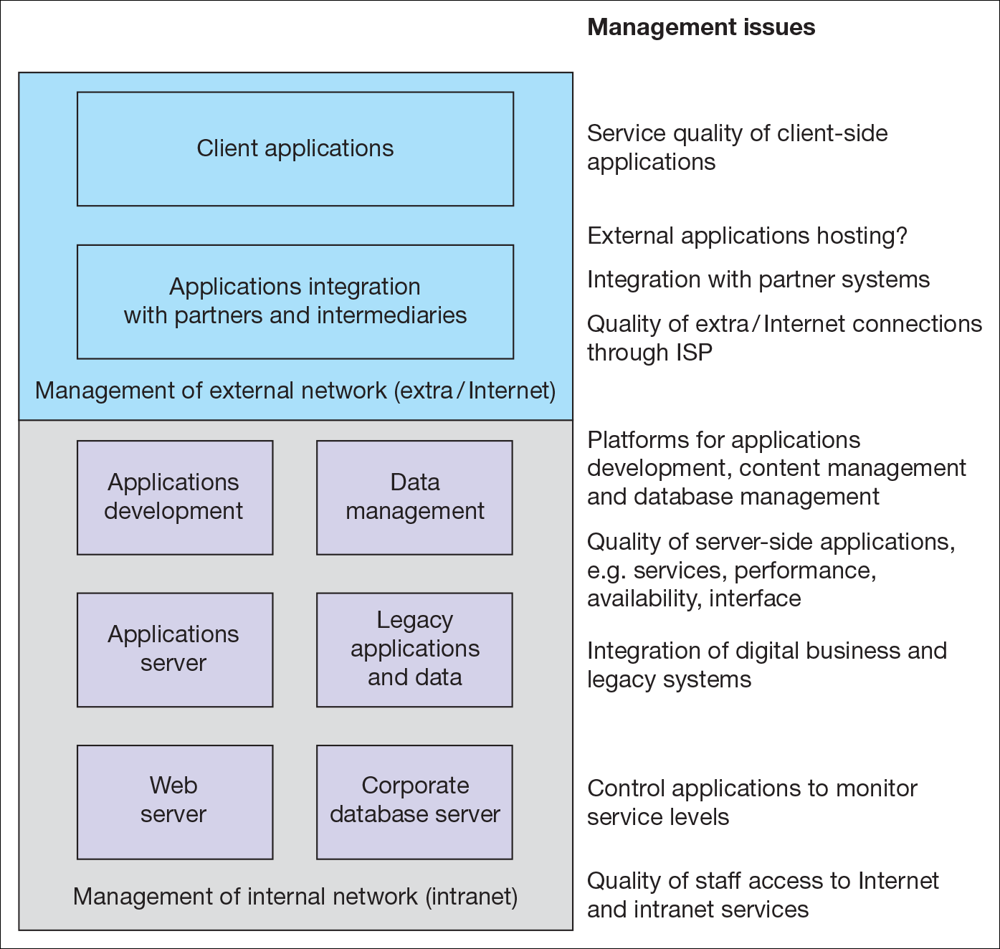 Management issues
Client applications
Service quality of client-side
applications
External applications hosting?
Applications integration
with partners and intermediaries
Integration with partner systems
Quality of extra/Internet connections
through ISP
Management of external network (extra/Internet)
Applications
development
Data
management
Platforms for applications
development, content management
and database management
Quality of server-side applications,
e.g. services, performance,
availability, interface
Applications
server
Legacy
applications
and data
Integration of digital business and
legacy systems
Web
server
Corporate
database server
Control applications to monitor
service levels
Management of internal network (intranet)
Quality of staff access to Internet
and intranet services